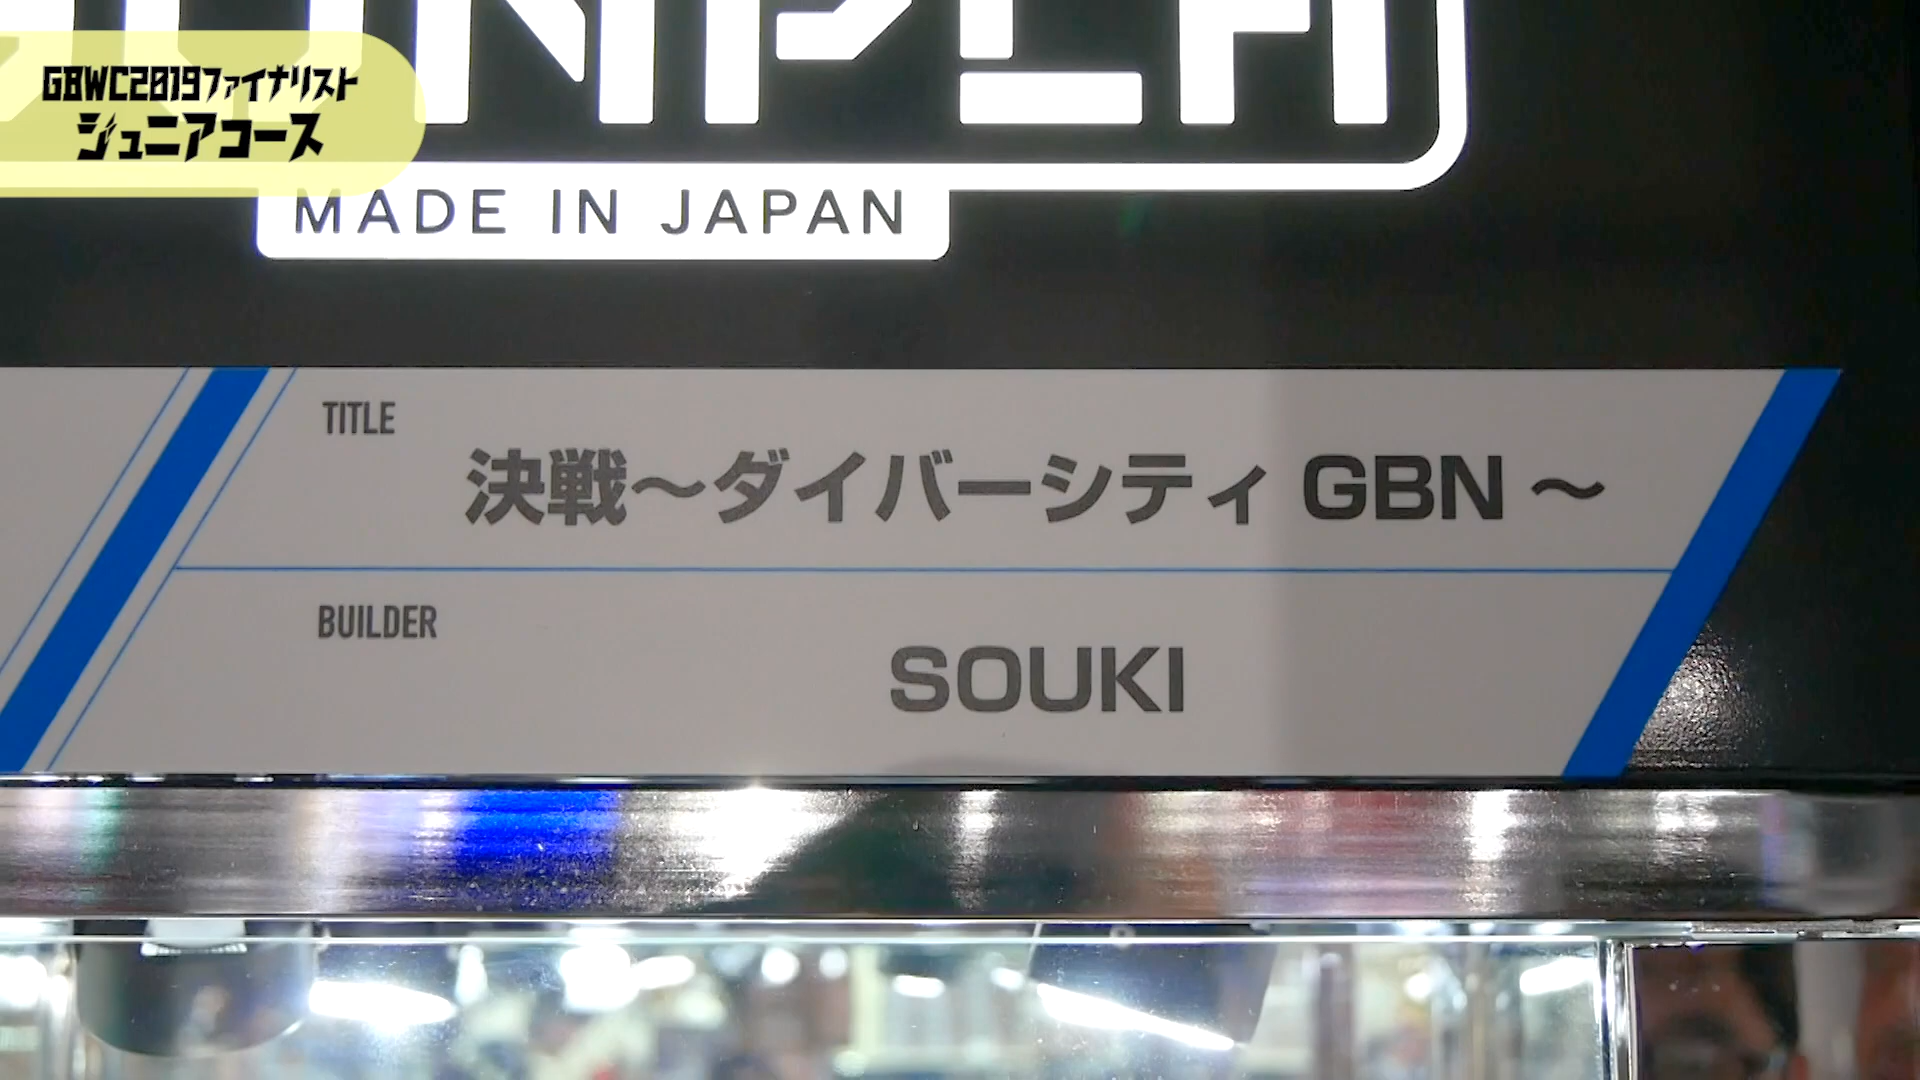 GUNPLA
GBWC2019ファイナリスト
ジュニアコース
MADE IN JAPAN
TITLE
決戦～ダイバーシティ GBN ～
BUILDER
SOUKI